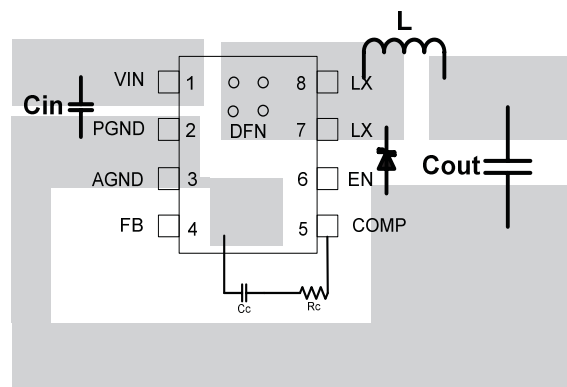 L
VIN 1 8 LX
Cin
PGND 2 DFN 7 LX
AGND 3 6 EN
Cout
FB 4 5 COMP
Cc Rc